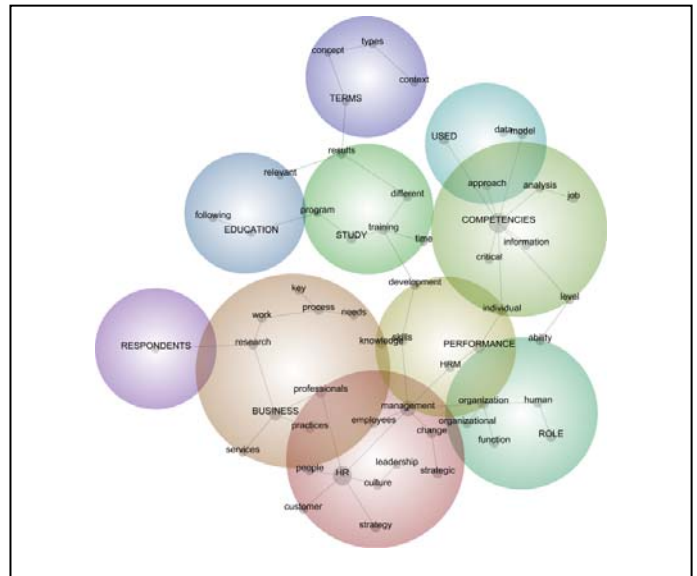 types
concept
context
TERMS
data model
USED
results
relevant
approach
analysis
job
different
program
following
EDUCATION
STUDY
training
time
COMPETENCIES
information
critical
development
key
process
individual
level
work
needs
RESPONDENTS
research
knowledge
skills
PERFORMANCE
ability
HRM
professionals
management
organization
human
BUSINESS
practices
employees
change
organizational
function
ROLE
services
people
HR
leadership
strategic
culture
customer
strategy